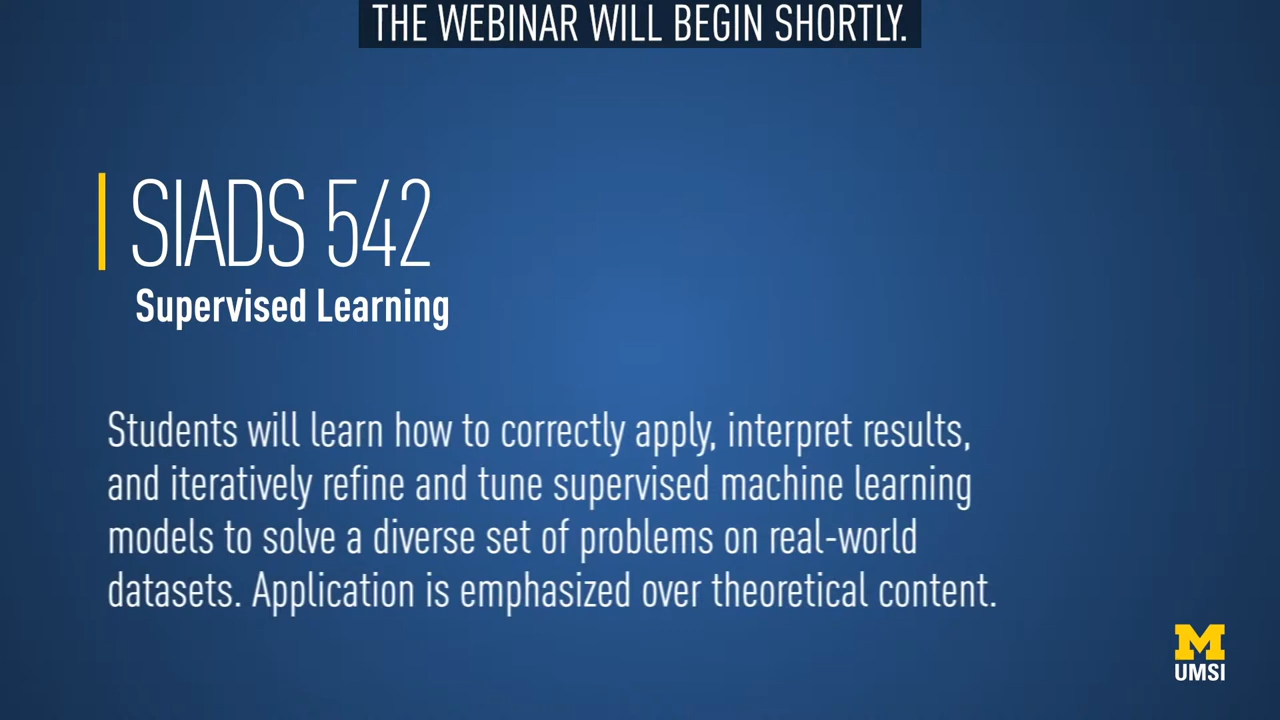 THE WEBINAR WILL BEGIN SHORTLY.
SIADS 542
Supervised Learning
Students will learn how to correctly apply, interpret results,
and iteratively refine and tune supervised machine learning
models to solve a diverse set of problems on real-world
datasets. Application is emphasized over theoretical content.
M
UMSI